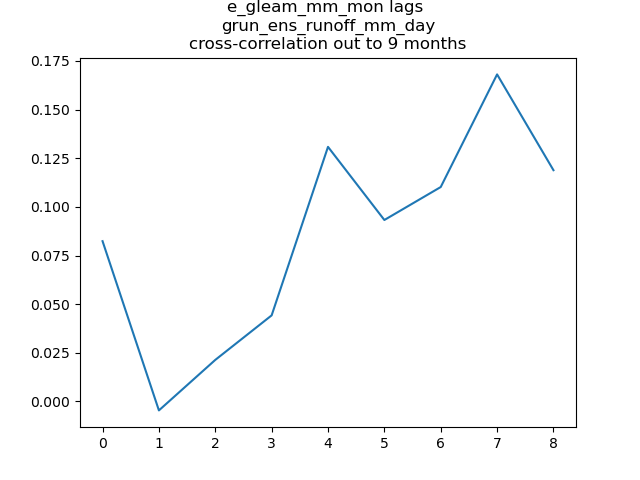 e_gleam_mm_mon lags
grun_ens_runoff_mm_day
cross-correlation out to 9 months
0.175
0.150
0.125
0.100
0.075
0.050
0.025
0.000
0 1 2 3 4 5 6 7 8